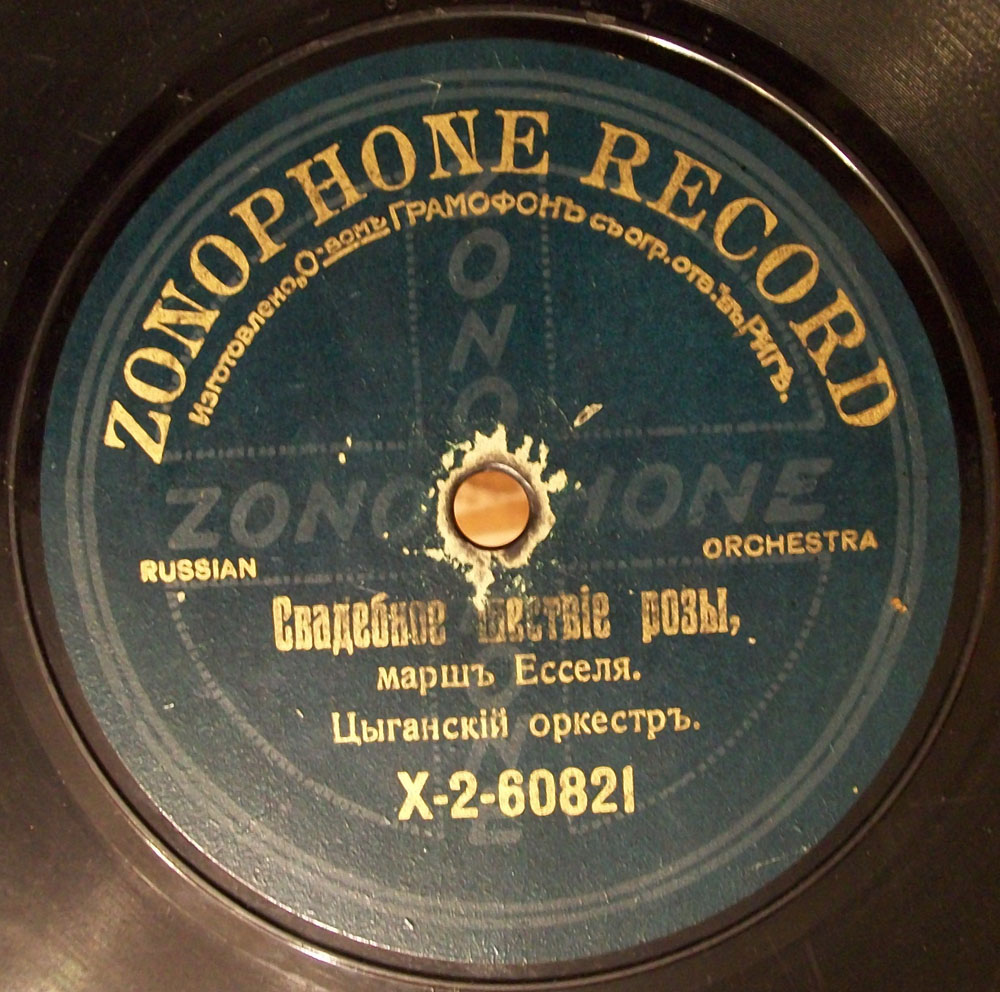 ZONOPHONE RECORD
Изготовлено „О-вомъ ГРАМОФОНЪ съ огр. отв.“ въ Ригѣ.
ZONOPHONE
RUSSIAN ORCHESTRA
Свадебное шествіе розы,
маршъ Есселя.
Цыганскій оркестръ.
X-2-60821